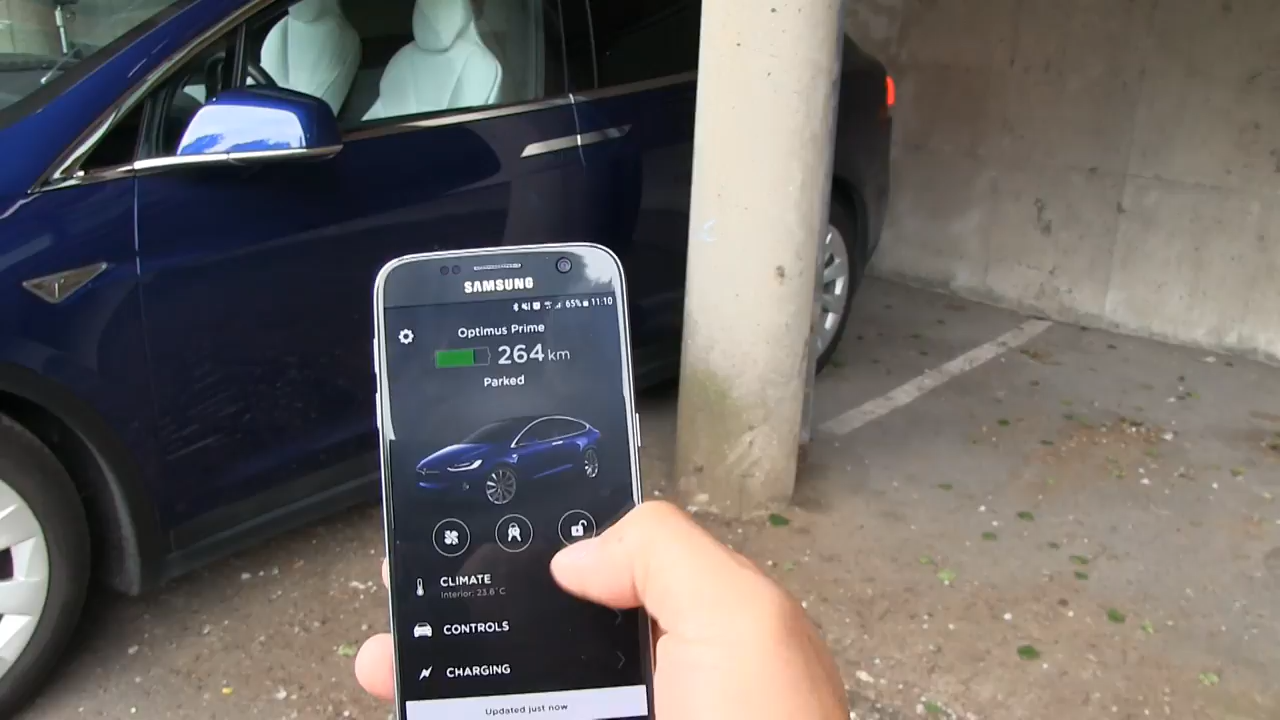 SAMSUNG
65% 11:10
Optimus Prime
264 km
Parked
CLIMATE
Interior: 23.6°C
CONTROLS
CHARGING
Updated just now